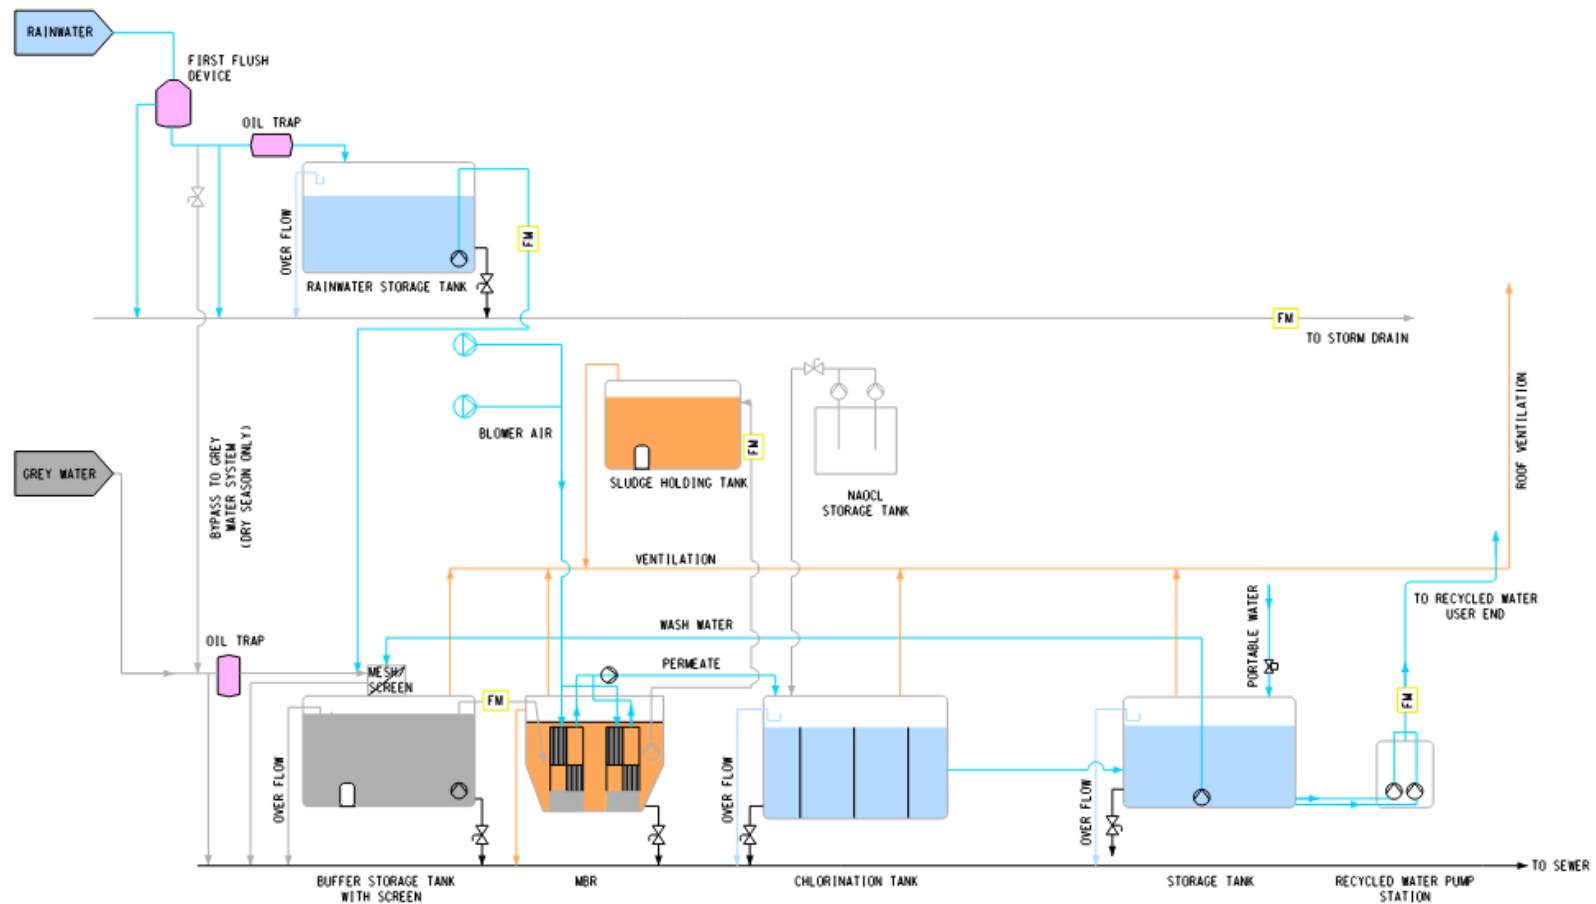 RAINWATER
FIRST FLUSH
DEVICE
OIL TRAP
OVER FLOW
FM
RAINWATER STORAGE TANK
FM
TO STORM DRAIN
BLOWER AIR
FM
SLUDGE HOLDING TANK
NAOCL
STORAGE TANK
ROOF VENTILATION
GREY WATER
BYPASS TO GREY
WATER SYSTEM
(DRY SEASON ONLY)
VENTILATION
PORTABLE WATER
TO RECYCLED WATER
USER END
OIL TRAP
WASH WATER
MESH
SCREEN
PERMEATE
FM
FM
OVER FLOW
OVER FLOW
OVER FLOW
TO SEWER
BUFFER STORAGE TANK
WITH SCREEN
MBR
CHLORINATION TANK
STORAGE TANK
RECYCLED WATER PUMP
STATION